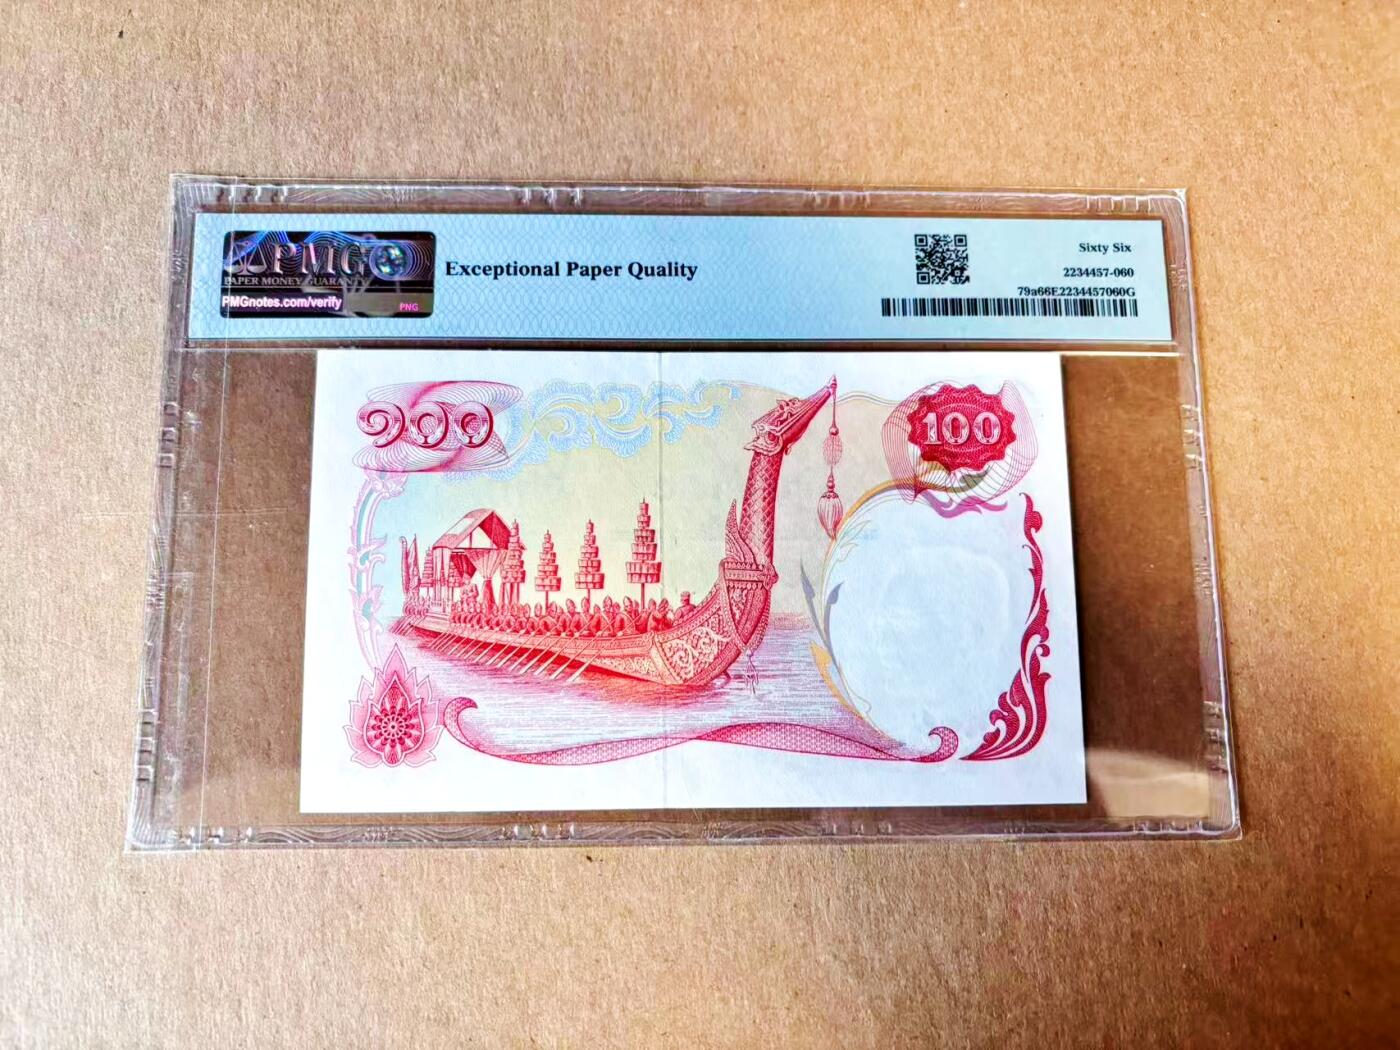 PMG
PAPER MONEY GUARANTY
PMGnotes.com/verify
PNG
Exceptional Paper Quality
Sixty Six
2234457-060
79a66E2234457060G
๑๐๐
100